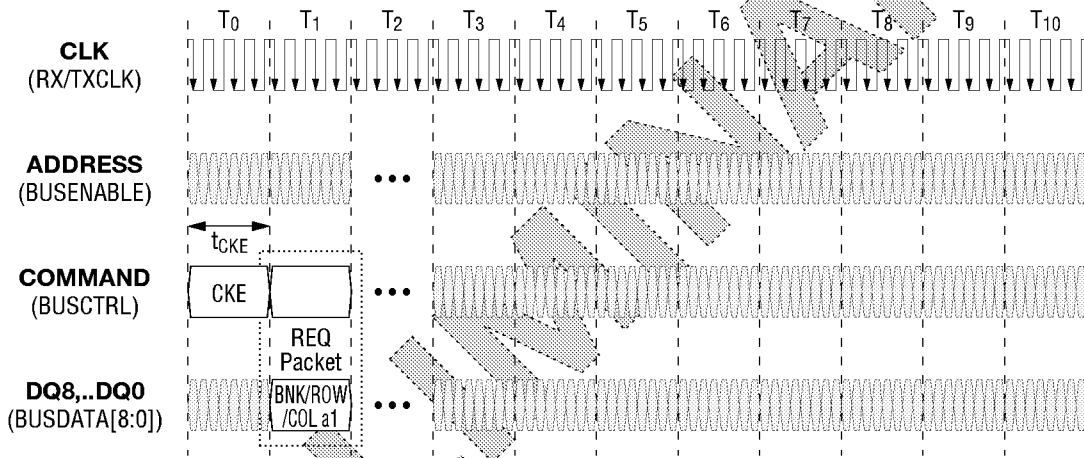 T0 T1 T2 T3 T4 T5 T6 T7 T8 T9 T10
CLK
(RX/TXCLK)
ADDRESS
(BUSENABLE)
•••
tCKE
COMMAND
(BUSCTRL)
CKE
•••
REQ
Packet
DQ8,..DQ0
(BUSDATA[8:0])
BNK/ROW
/COL a1
•••